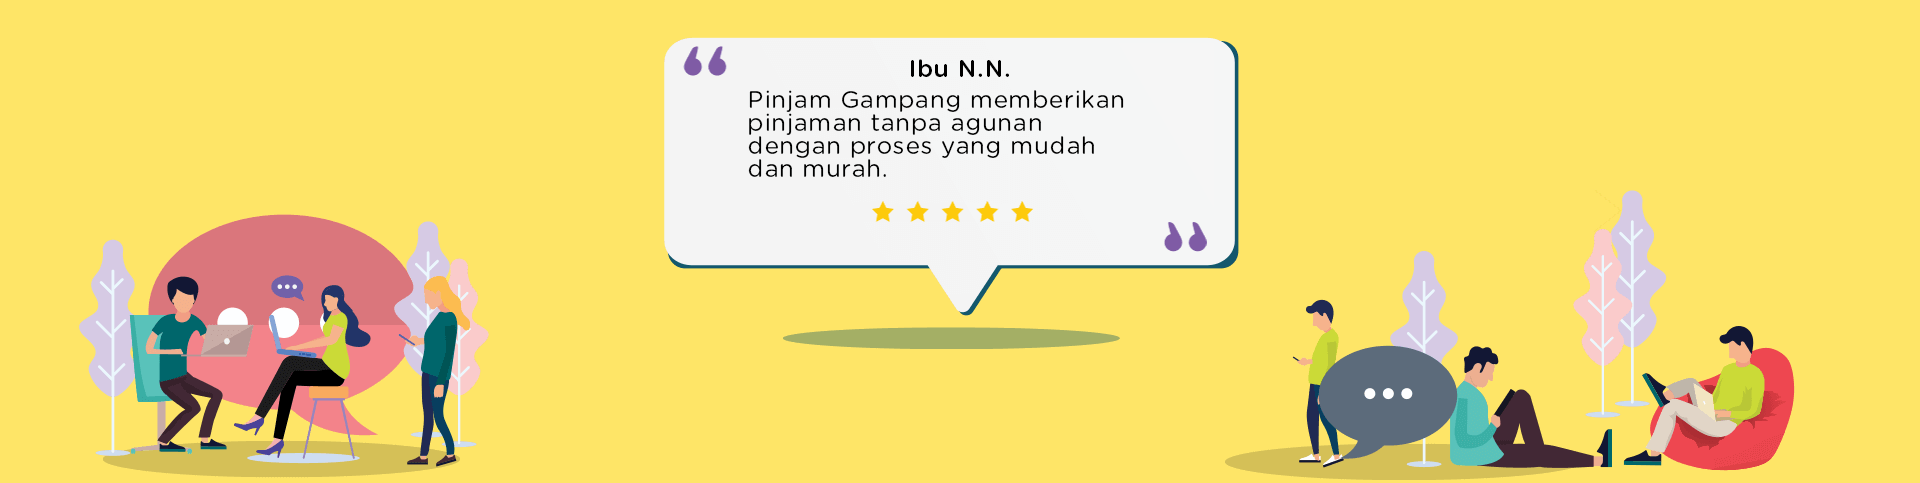 Ibu N.N.
Pinjam Gampang memberikan
pinjaman tanpa agunan
dengan proses yang mudah
dan murah.